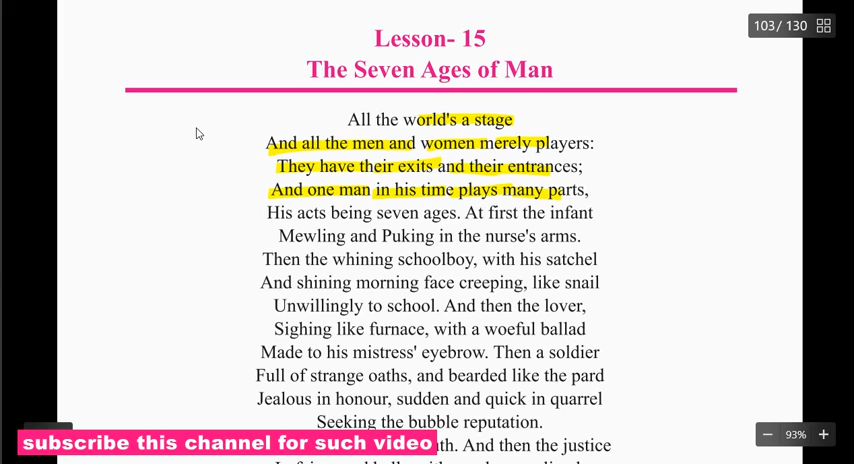 103/ 130
Lesson- 15
The Seven Ages of Man
All the world's a stage
And all the men and women merely players:
They have their exits and their entrances;
And one man in his time plays many parts,
His acts being seven ages. At first the infant
Mewling and Puking in the nurse's arms.
Then the whining schoolboy, with his satchel
And shining morning face creeping, like snail
Unwillingly to school. And then the lover,
Sighing like furnace, with a woeful ballad
Made to his mistress' eyebrow. Then a soldier
Full of strange oaths, and bearded like the pard
Jealous in honour, sudden and quick in quarrel
Seeking the bubble reputation.
And then the justice
subscribe this channel for such video
93%